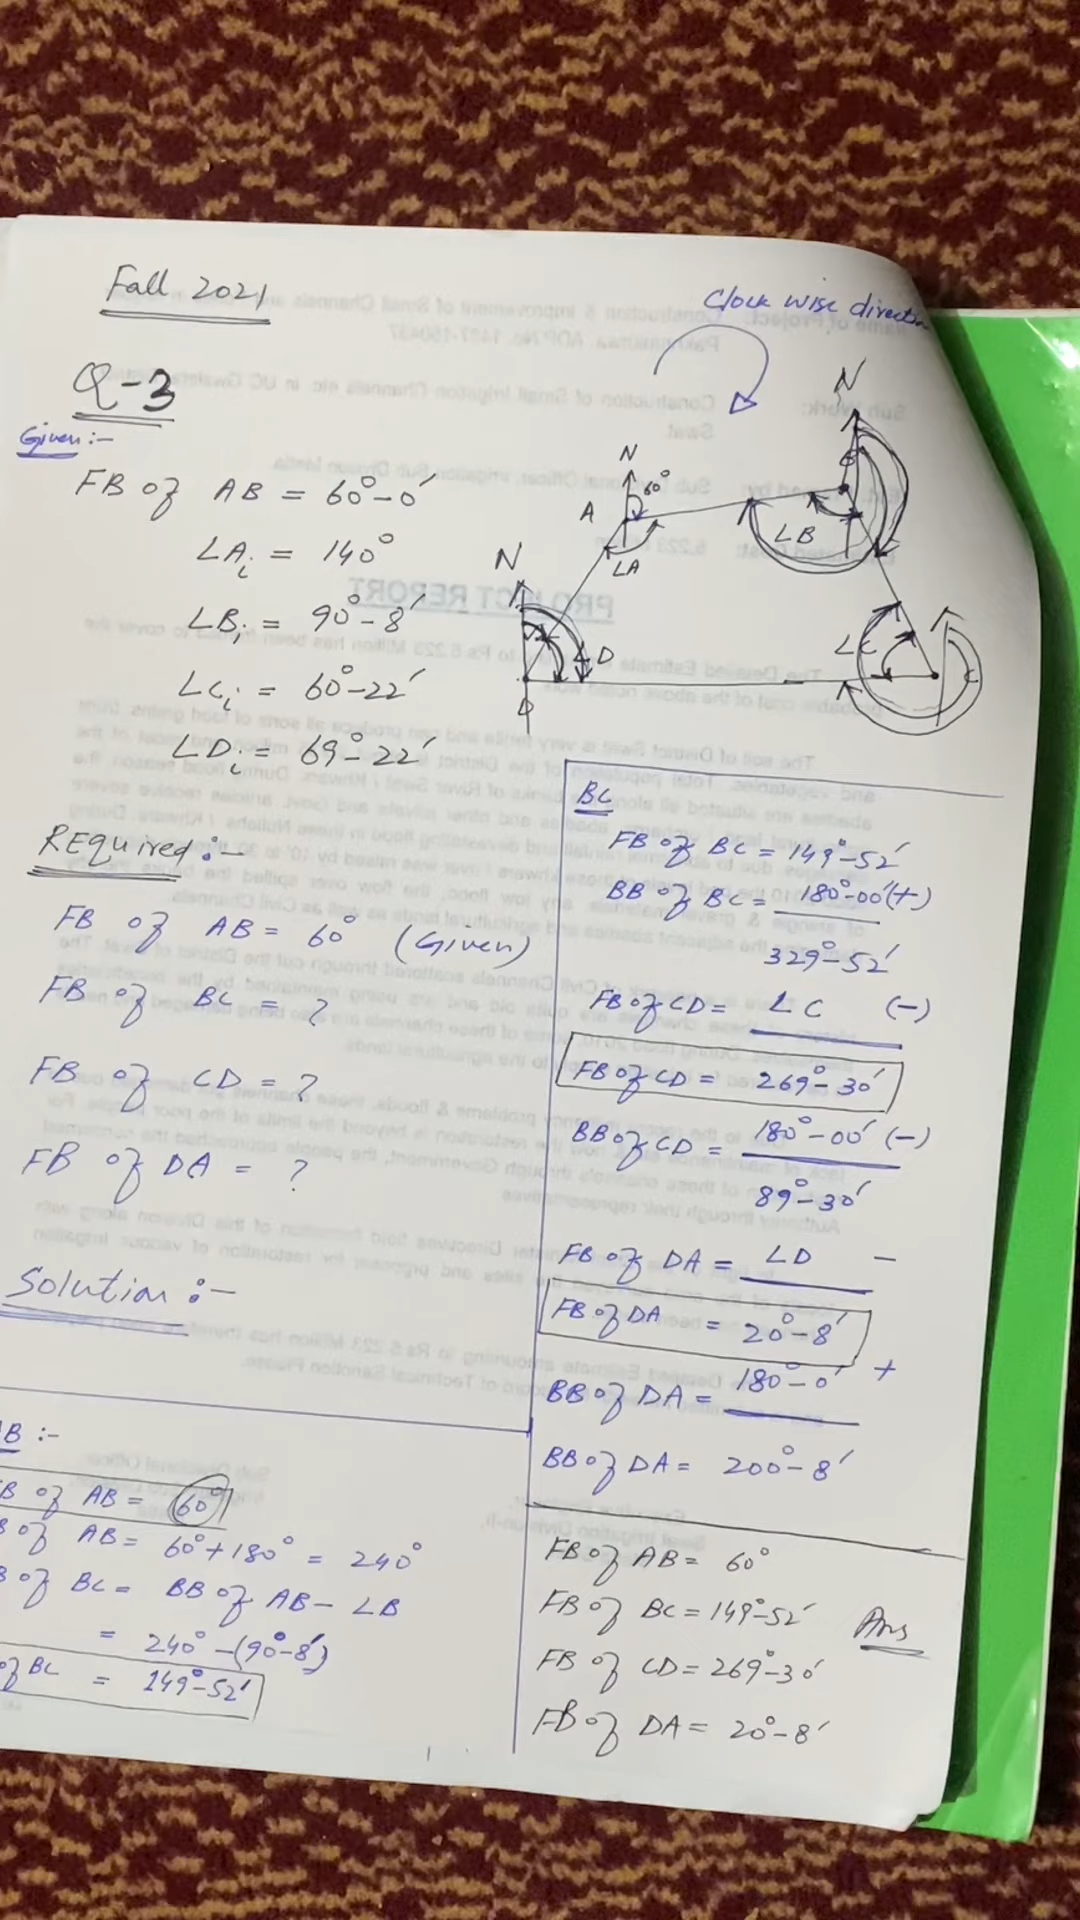 Fall 2021
Clock wise direction
Q-3
Given:-
FB of AB = 60°-0'
∠Ai = 140°
∠Bi = 90°-8'
∠Ci = 60°-22'
∠Di = 69°-22'
N
A
60°
∠A
N
B
∠B
N
D
D
∠C
C
REquired:-
FB of AB = 60° (Given)
FB of BC = ?
FB of CD = ?
FB of DA = ?
Solution:-
B:-
B of AB = 60°
B of AB = 60°+180° = 240°
B of BC = BB of AB - ∠B
= 240° -(90°-8')
of BC = 149°-52'
BC
FB of BC = 149°-52'
BB of BC = 180°-00'(+)
329°-52'
FB of CD = ∠C (-)
FB of CD = 269°-30'
BB of CD = 180°-00' (-)
89°-30'
FB of DA = ∠D -
FB of DA = 20°-8'
BB of DA = 180°-0' +
BB of DA = 200°-8'
FB of AB = 60°
FB of BC = 149°-52'
Ans
FB of CD = 269°-30'
FB of DA = 20°-8'